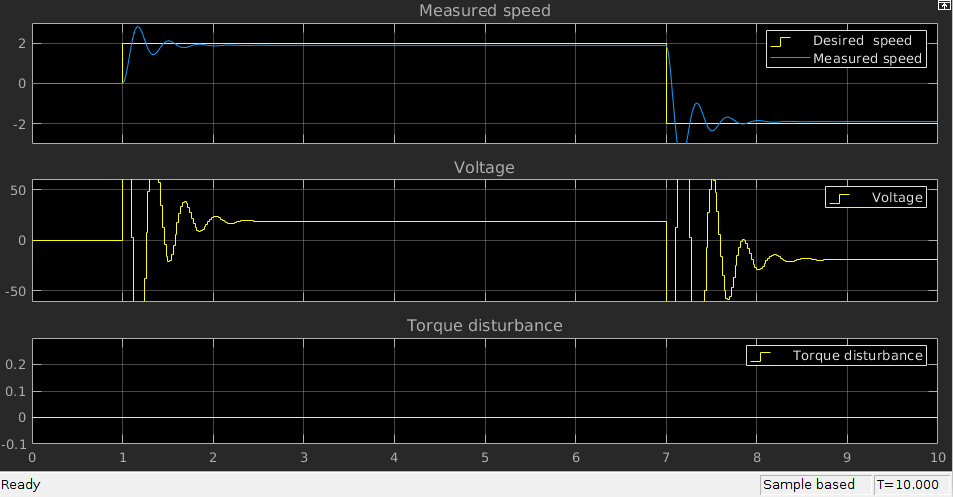 Measured speed
2
0
-2
Desired  speed
Measured speed
Voltage
50
0
-50
Voltage
Torque disturbance
0.2
0.1
0
-0.1
Torque disturbance
0 1 2 3 4 5 6 7 8 9 10
Ready Sample based T=10.000